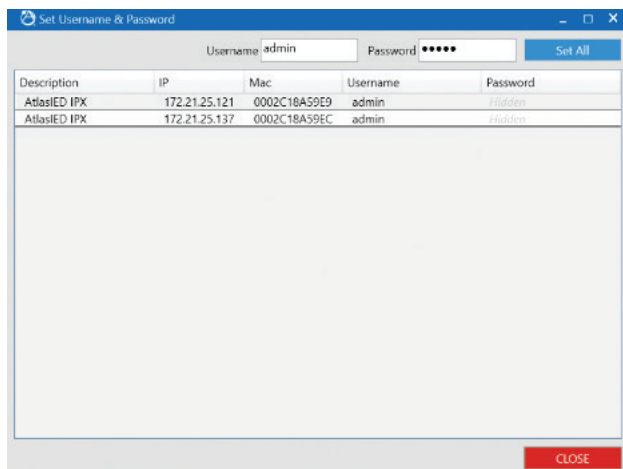 Set Username & Password
Username admin Password ●●●●● Set All
Description IP Mac Username Password
AtlasIED IPX 172.21.25.121 0002C18A59E9 admin Hidden
AtlasIED IPX 172.21.25.137 0002C18A59EC admin Hidden
CLOSE